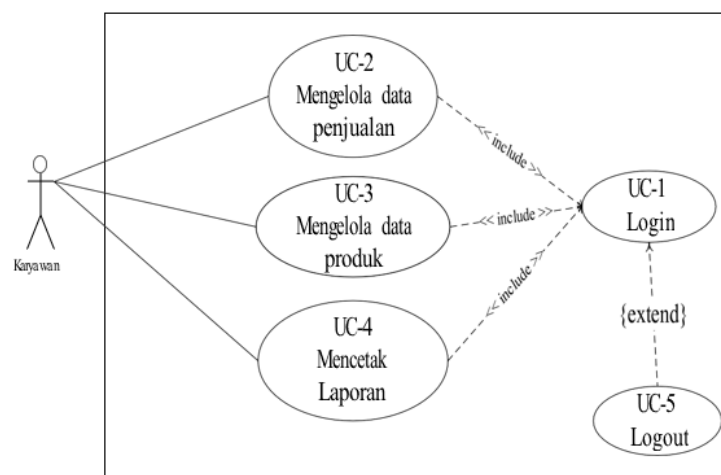 UC-2
Mengelola data
penjualan
<< include >>
UC-3
Mengelola data
produk
<< include >>
UC-1
Login
Karyawan
<< include >>
UC-4
Mencetak
Laporan
{extend}
UC-5
Logout